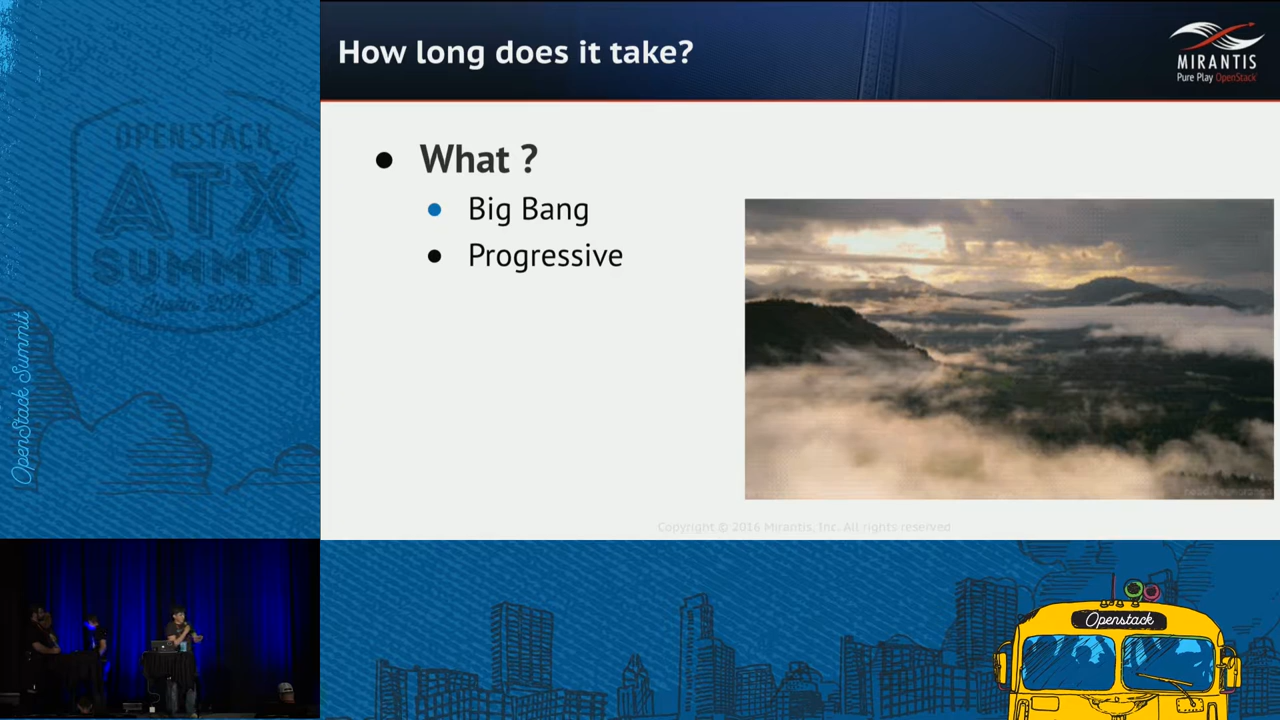 How long does it take?
MIRANTIS
Pure Play OpenStack
What ?
Big Bang
Progressive
Copyright © 2016 Mirantis, Inc. All rights reserved
OPENSTACK
ATX
SUMMIT
OpenStack Summit
Openstack